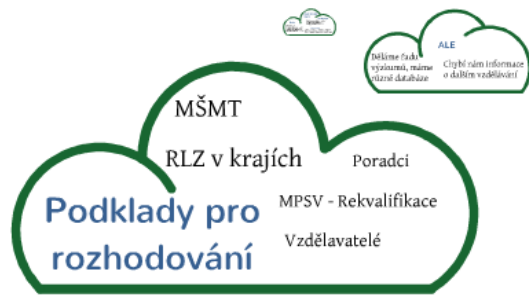 ALE
Děláme řadu
výzkumů, máme
různé databáze
Chybí nám informace
o dalším vzdělávání
MŠMT
RLZ v krajích
Poradci
Podklady pro
rozhodování
MPSV - Rekvalifikace
Vzdělavatelé